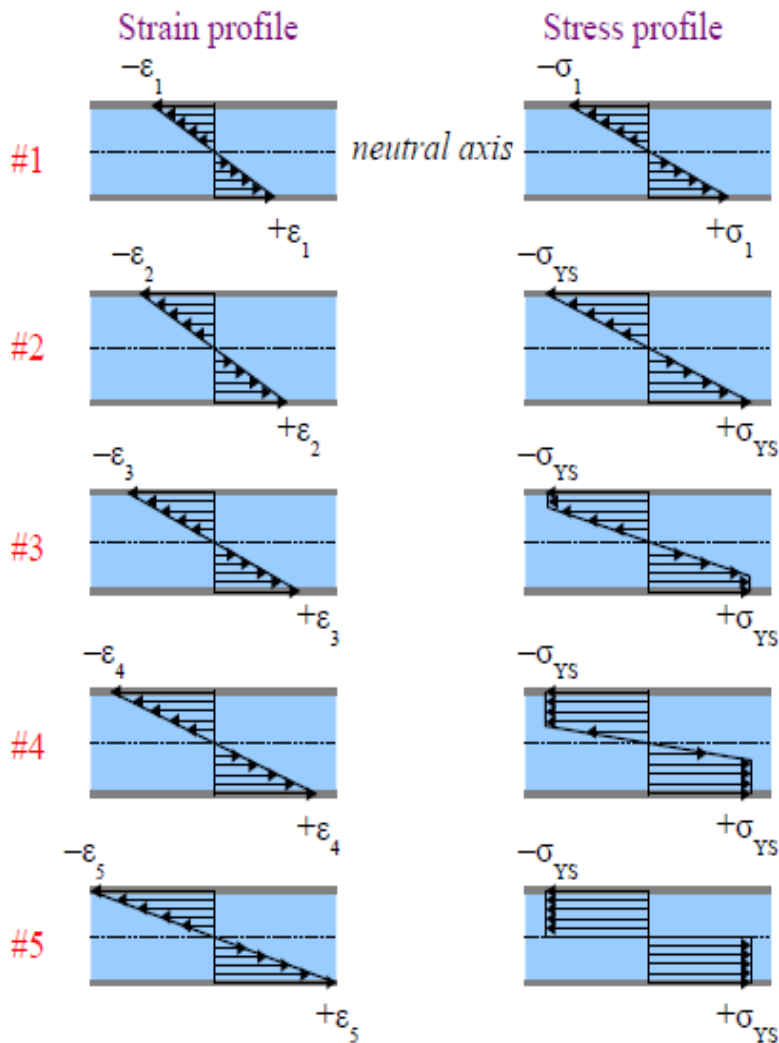 Strain profile Stress profile
−ε₁ −σ₁
#1 neutral axis
+ε₁ +σ₁
−ε₂ −σYS
#2
+ε₂ +σYS
−ε₃ −σYS
#3
+ε₃ +σYS
−ε₄ −σYS
#4
+ε₄ +σYS
−ε₅ −σYS
#5
+ε₅ +σYS